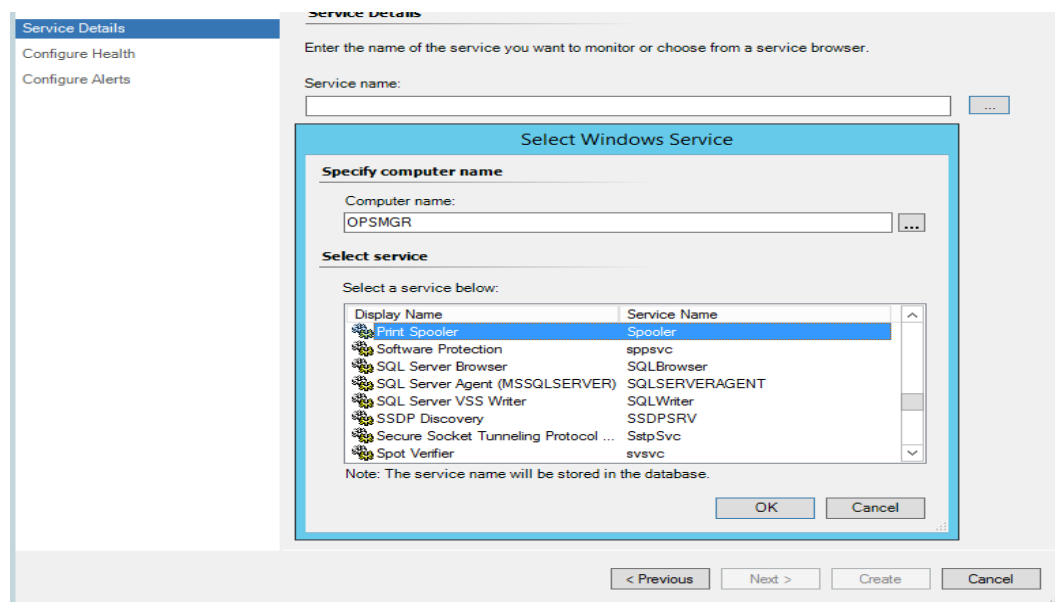 Service Details
Service Details
Configure Health
Enter the name of the service you want to monitor or choose from a service browser.
Configure Alerts
Service name:
...
Select Windows Service
Specify computer name
Computer name:
OPSMGR
...
Select service
Select a service below:
Display Name Service Name
Print Spooler Spooler
Software Protection sppsvc
SQL Server Browser SQLBrowser
SQL Server Agent (MSSQLSERVER) SQLSERVERAGENT
SQL Server VSS Writer SQLWriter
SSDP Discovery SSDPSRV
Secure Socket Tunneling Protocol ... SstpSvc
Spot Verifier svsvc
Note: The service name will be stored in the database.
OK Cancel
< Previous Next > Create Cancel